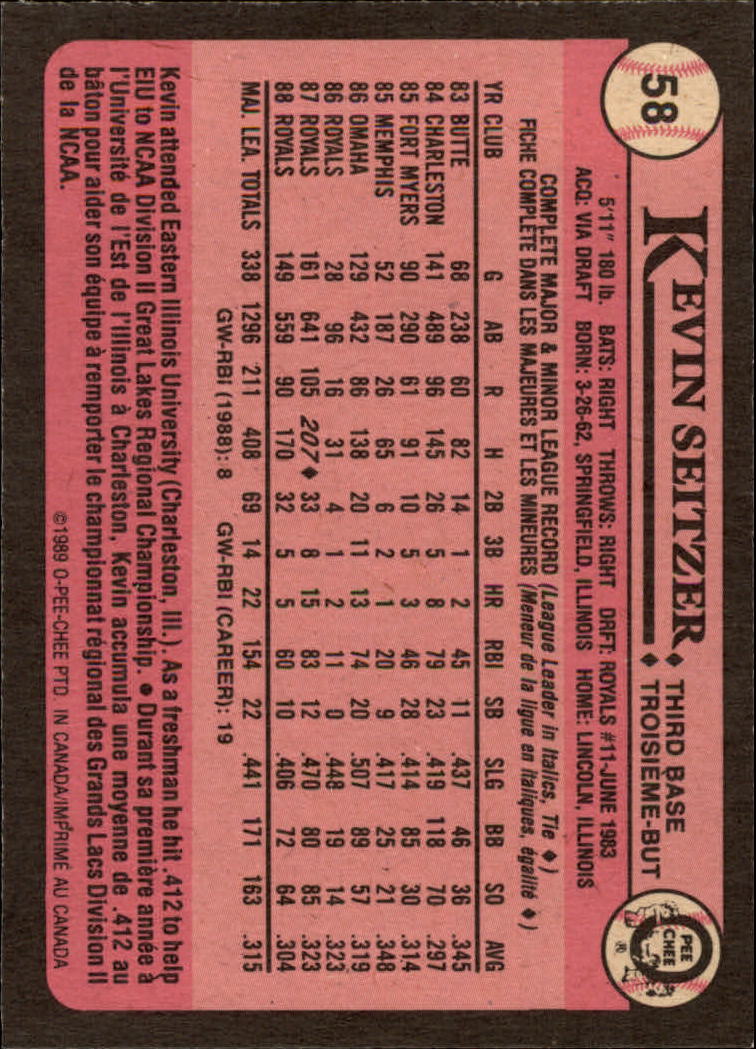 58
KEVIN SEITZER ♦ THIRD BASE
♦ TROISIEME-BUT
O PEE CHEE ®
5'11" 180 lb. BATS: RIGHT THROWS: RIGHT DRFT: ROYALS #11-JUNE 1983
ACQ: VIA DRAFT BORN: 3-26-62, SPRINGFIELD, ILLINOIS HOME: LINCOLN, ILLINOIS
COMPLETE MAJOR & MINOR LEAGUE RECORD (League Leader in Italics, Tie ♦)
FICHE COMPLETE DANS LES MAJEURES ET LES MINEURES (Meneur de la ligue en italiques, égalité ♦)
YR CLUB G AB R H 2B 3B HR RBI SB SLG BB SO AVG
83 BUTTE 68 238 60 82 14 1 2 45 11 .437 46 36 .345
84 CHARLESTON 141 489 96 145 26 5 8 79 23 .419 118 70 .297
85 FORT MYERS 90 290 61 91 10 5 3 46 28 .414 85 30 .314
85 MEMPHIS 52 187 26 65 6 2 1 20 9 .417 25 21 .348
86 OMAHA 129 432 86 138 20 11 13 74 20 .507 89 57 .319
86 ROYALS 28 96 16 31 4 1 2 11 0 .448 19 14 .323
87 ROYALS 161 641 105 207♦ 33 8 15 83 12 .470 80 85 .323
88 ROYALS 149 559 90 170 32 5 5 60 10 .406 72 64 .304
MAJ. LEA. TOTALS 338 1296 211 408 69 14 22 154 22 .441 171 163 .315
GW-RBI (1988): 8 GW-RBI (CAREER): 19
Kevin attended Eastern Illinois University (Charleston, Ill.). As a freshman he hit .412 to help
EIU to NCAA Division II Great Lakes Regional Championship. ● Durant sa première année à
l'Université de l'Est de l'Illinois à Charleston, Kevin accumula une moyenne de .412 au
bâton pour aider son équipe à remporter le championnat régional des Grands Lacs Division II
de la NCAA.
©1989 O-PEE-CHEE PTD. IN CANADA/IMPRIMÉ AU CANADA